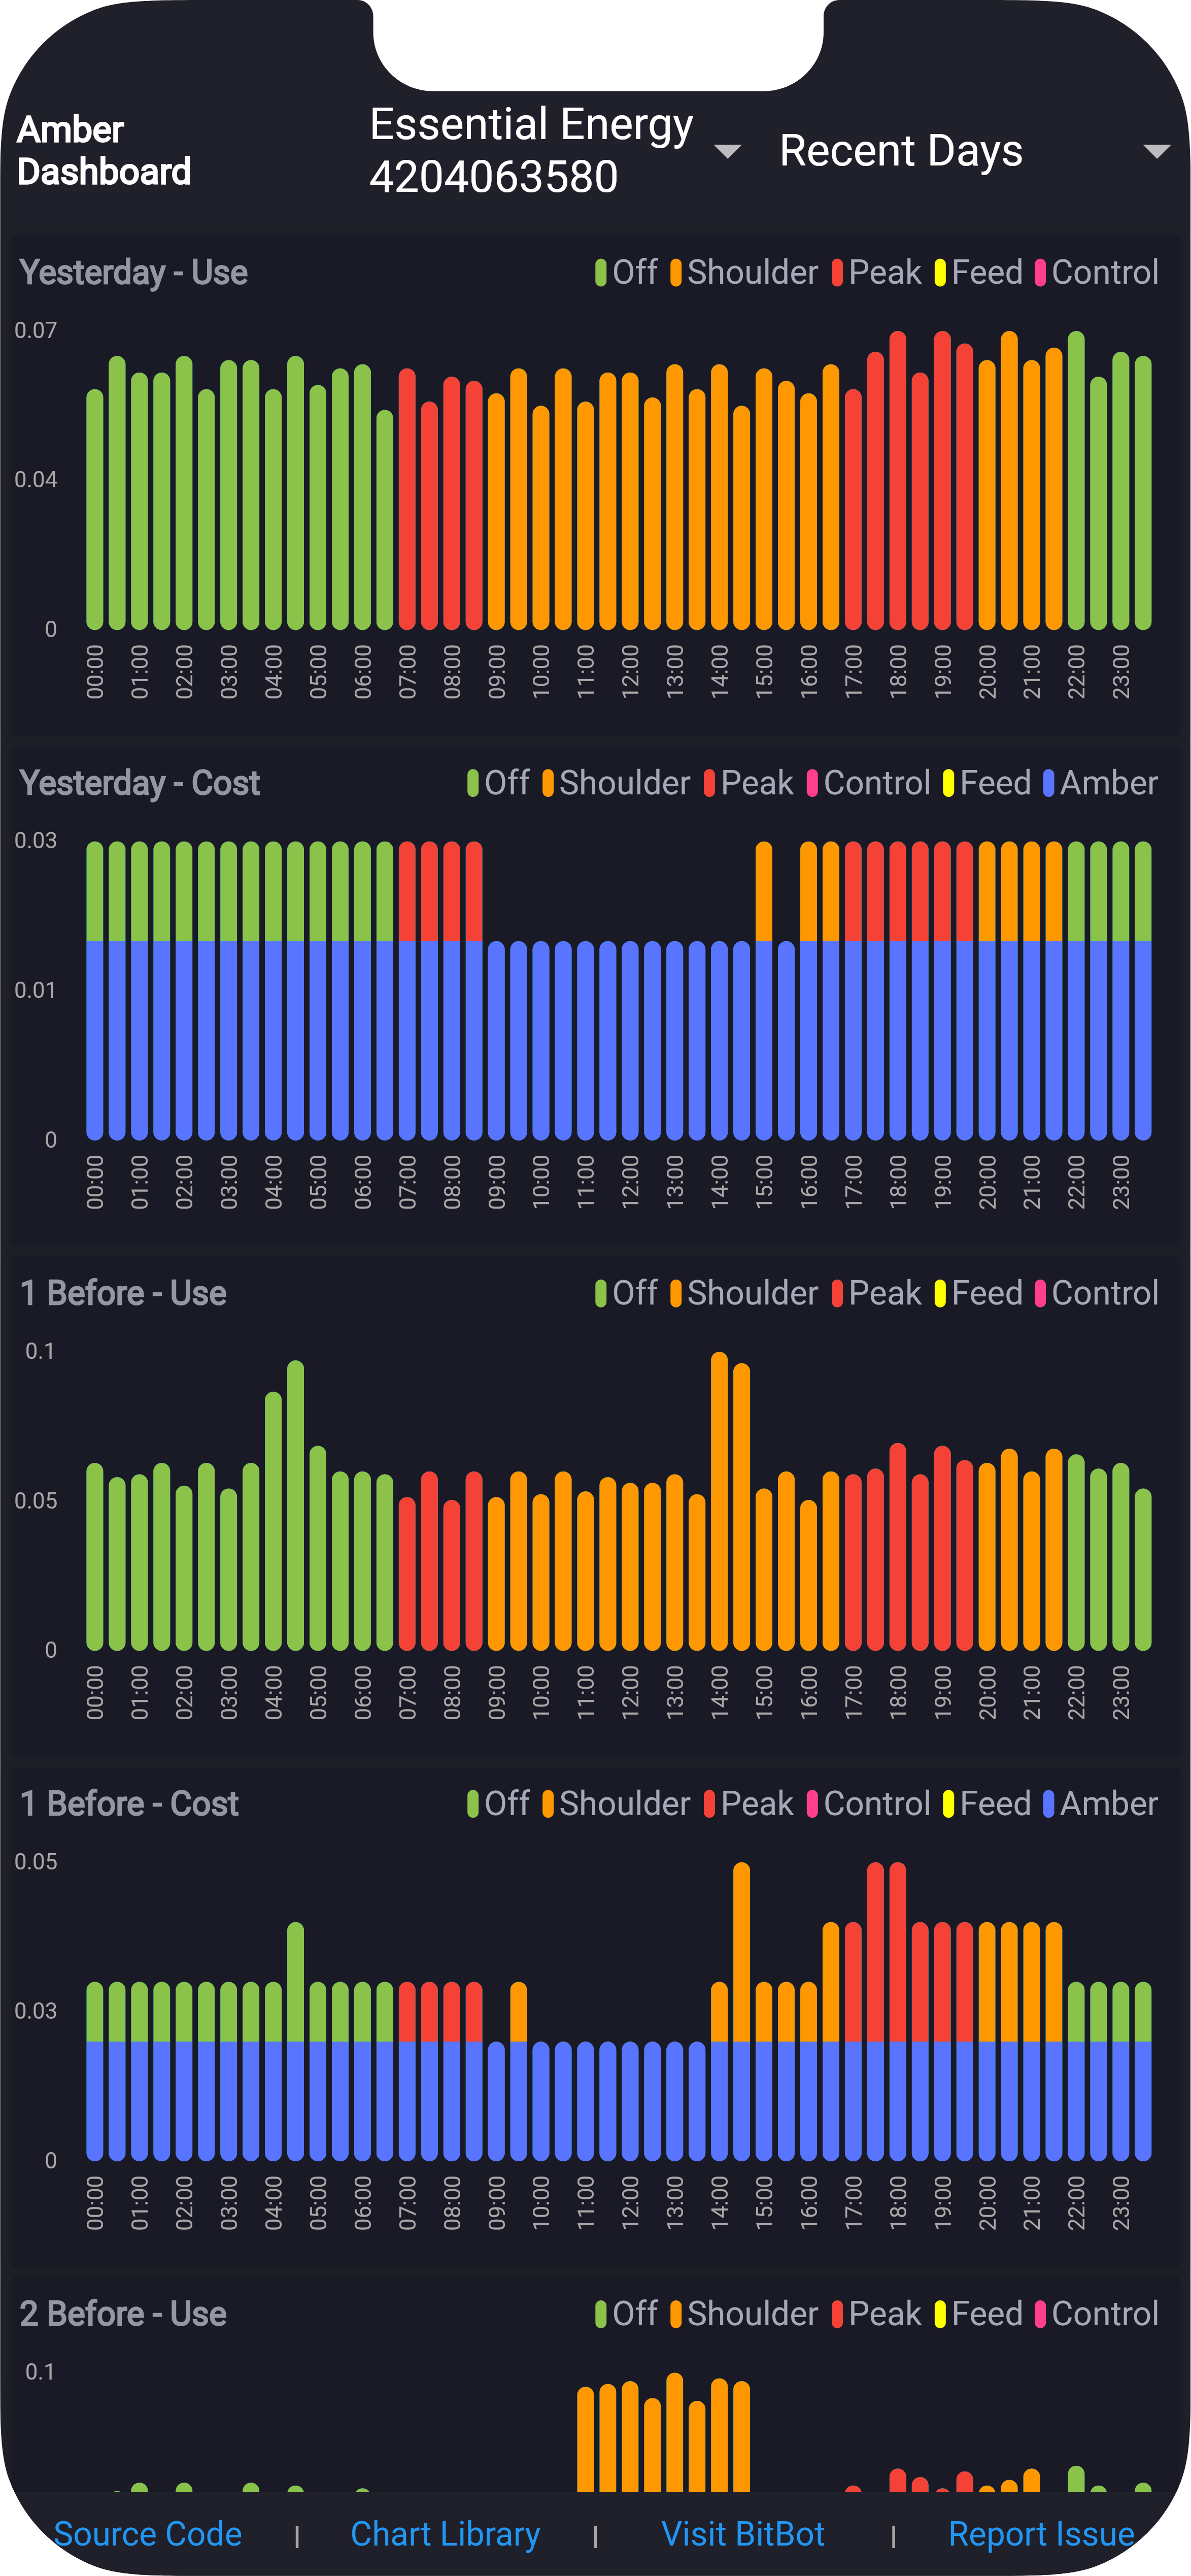 Amber
Dashboard
Essential Energy
4204063580
Recent Days
Yesterday - Use
Off Shoulder Peak Feed Control
0.07
0.04
0
00:00 01:00 02:00 03:00 04:00 05:00 06:00 07:00 08:00 09:00 10:00 11:00 12:00 13:00 14:00 15:00 16:00 17:00 18:00 19:00 20:00 21:00 22:00 23:00
Yesterday - Cost
Off Shoulder Peak Control Feed Amber
0.03
0.01
0
00:00 01:00 02:00 03:00 04:00 05:00 06:00 07:00 08:00 09:00 10:00 11:00 12:00 13:00 14:00 15:00 16:00 17:00 18:00 19:00 20:00 21:00 22:00 23:00
1 Before - Use
Off Shoulder Peak Feed Control
0.1
0.05
0
00:00 01:00 02:00 03:00 04:00 05:00 06:00 07:00 08:00 09:00 10:00 11:00 12:00 13:00 14:00 15:00 16:00 17:00 18:00 19:00 20:00 21:00 22:00 23:00
1 Before - Cost
Off Shoulder Peak Control Feed Amber
0.05
0.03
0
00:00 01:00 02:00 03:00 04:00 05:00 06:00 07:00 08:00 09:00 10:00 11:00 12:00 13:00 14:00 15:00 16:00 17:00 18:00 19:00 20:00 21:00 22:00 23:00
2 Before - Use
Off Shoulder Peak Feed Control
0.1
Source Code | Chart Library | Visit BitBot | Report Issue